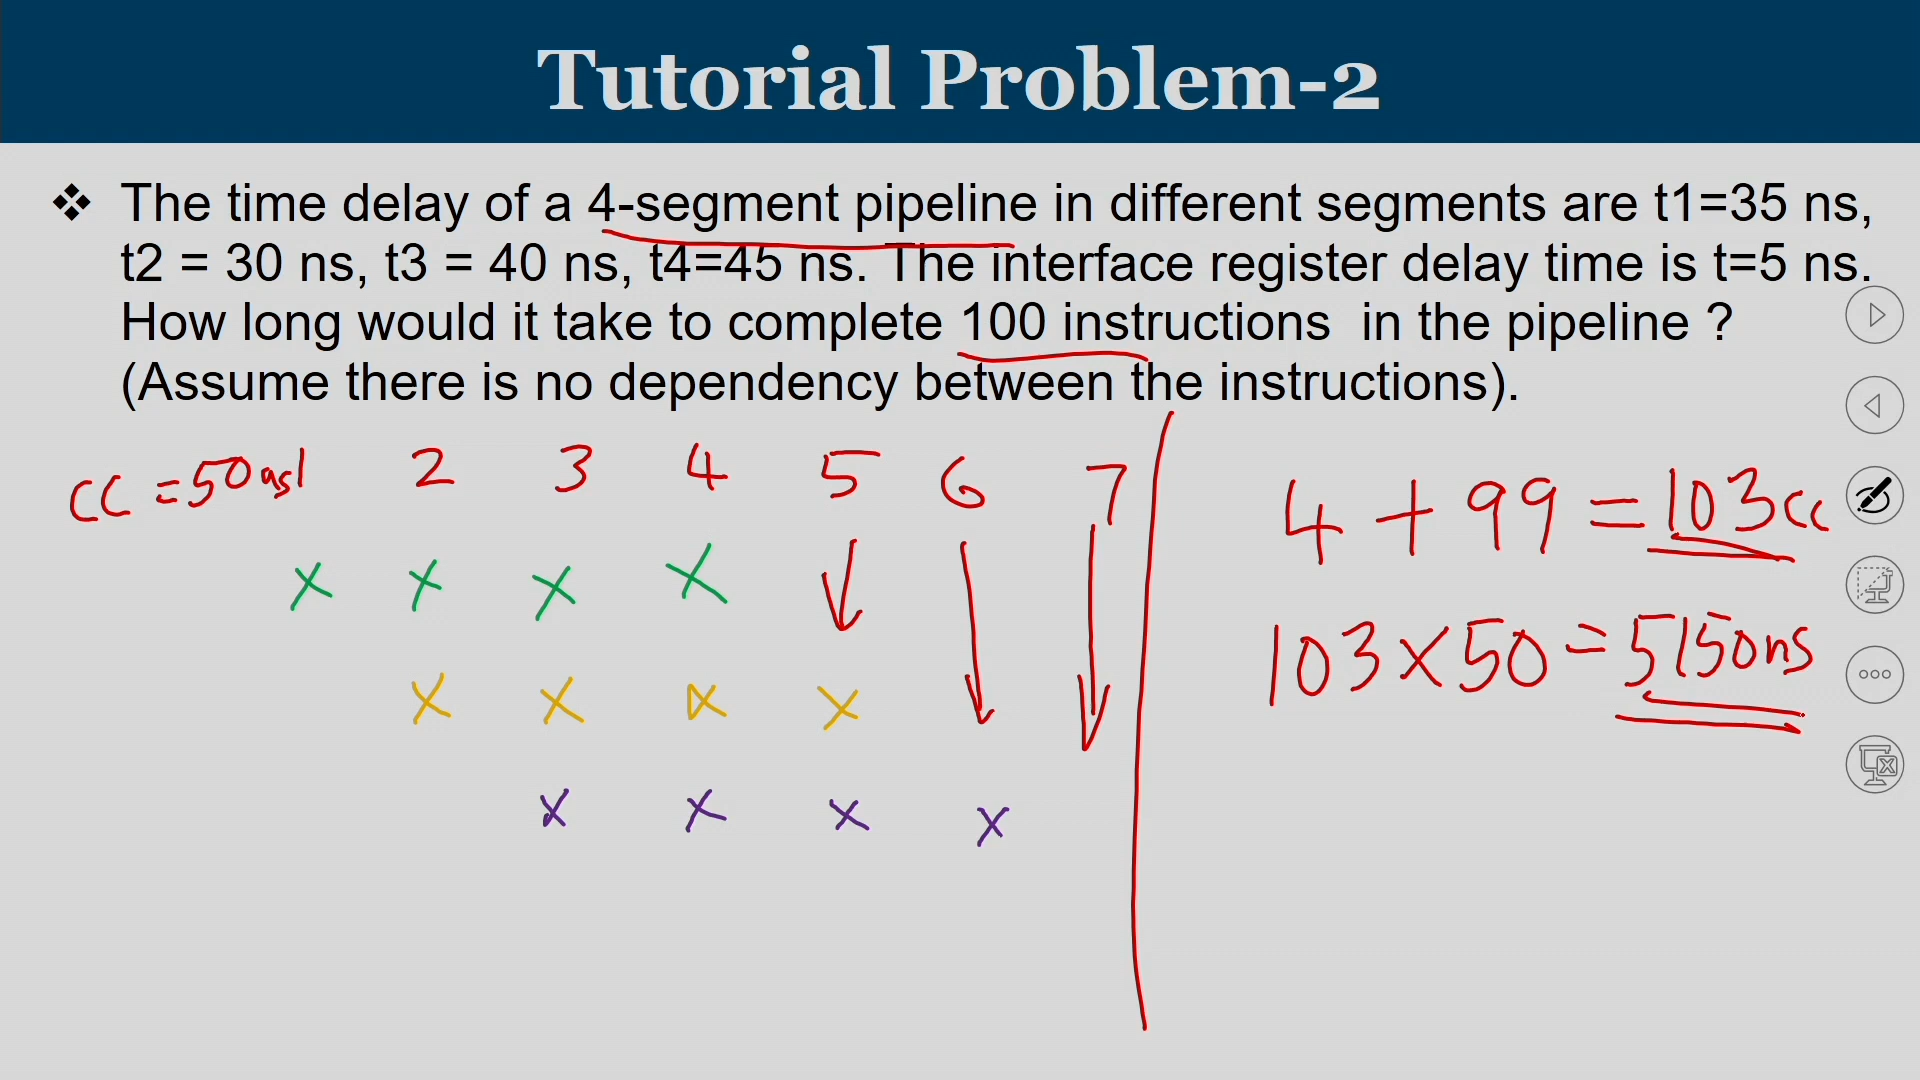 Tutorial Problem-2
❖ The time delay of a 4-segment pipeline in different segments are t1=35 ns,
t2 = 30 ns, t3 = 40 ns, t4=45 ns. The interface register delay time is t=5 ns.
How long would it take to complete 100 instructions in the pipeline ?
(Assume there is no dependency between the instructions).
CC = 50ns 1 2 3 4 5 6 7
x x x x
x x x x
x x x x
4 + 99 = 103cc
103 x 50 = 5150ns